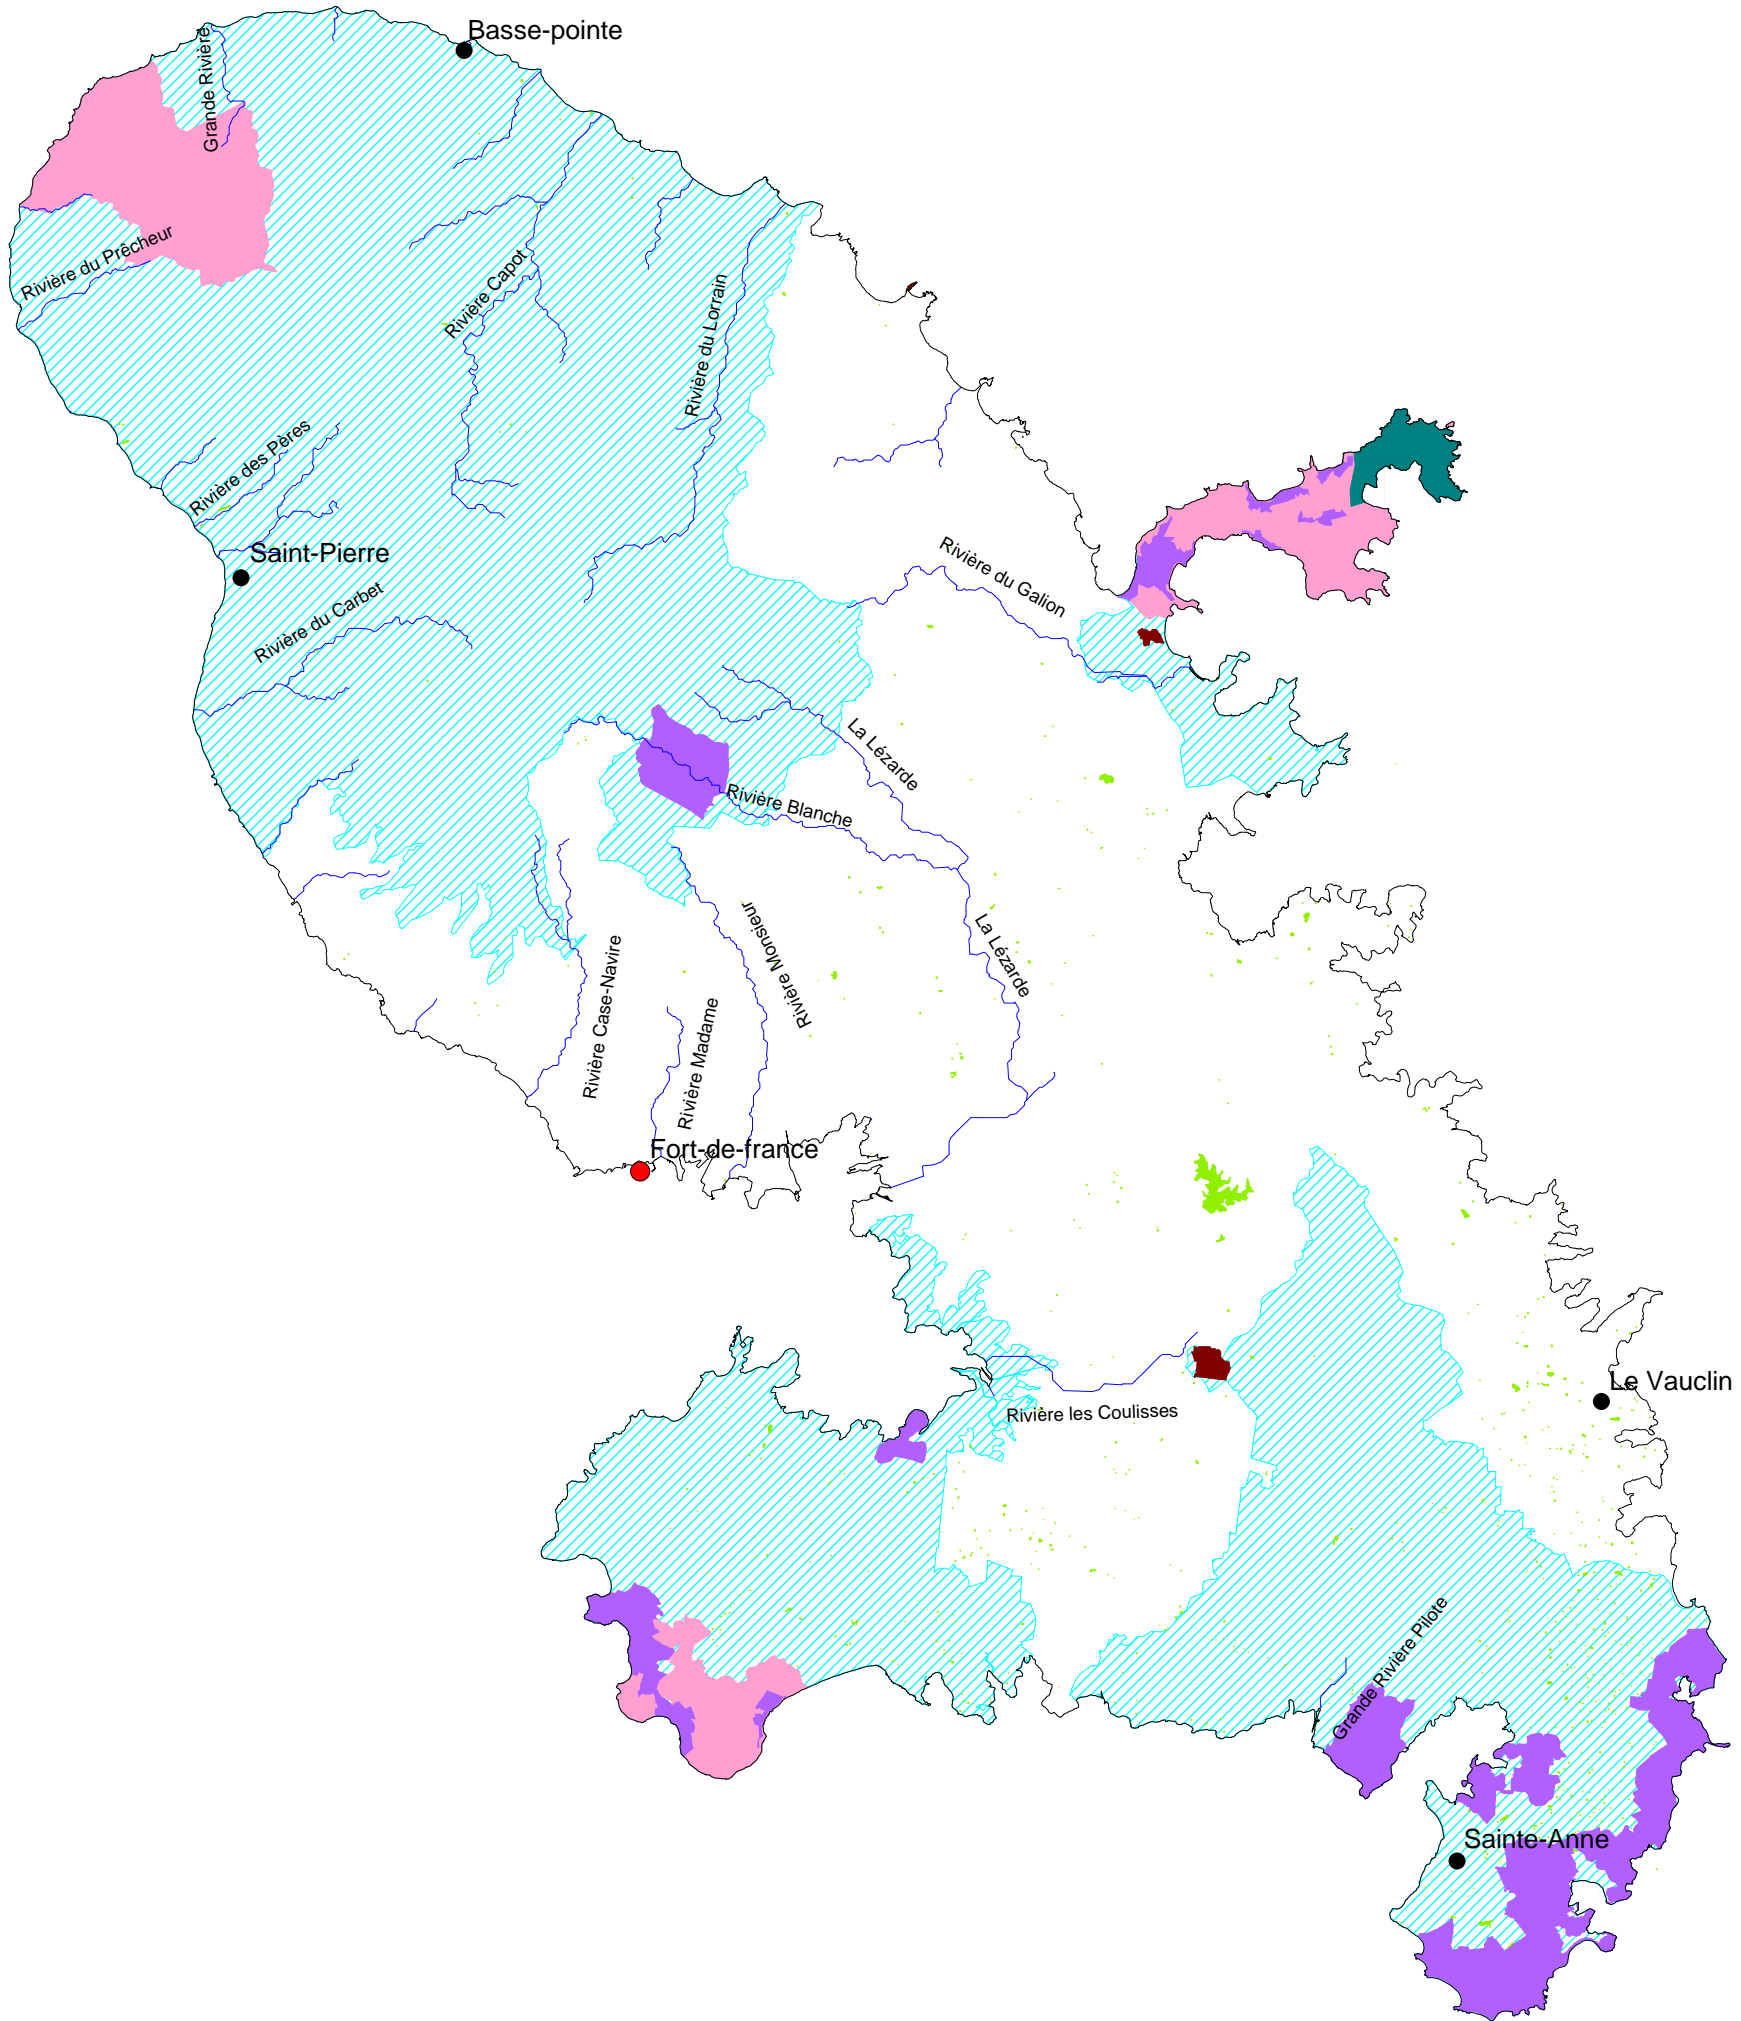 Basse-pointe
Grande Rivière
Rivière du Prêcheur
Rivière Capot
Rivière du Lorrain
Rivière des Pères
Saint-Pierre
Rivière du Galion
Rivière du Carbet
La Lézarde
Rivière Blanche
La Lézarde
Rivière Monsieur
Rivière Case-Navire
Rivière Madame
Fort-de-france
Le Vauclin
Rivière les Coulisses
Grande Rivière Pilote
Sainte-Anne